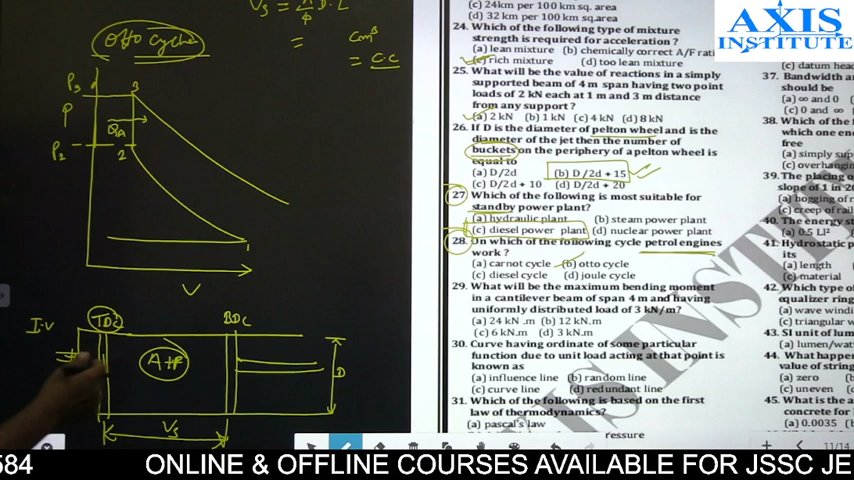 Vs = π/4 D². L
= cm³
= C.C
Otto Cycle
P3
3
P
QA
P2
2
1
V
I.V
TDC
BDC
A+P
D
Vs
(c) 24km per 100 km sq. area
(d) 32 km per 100 km sq.area
24. Which of the following type of mixture
strength is required for acceleration ?
(a) lean mixture (b) chemically correct A/F rati
(c) rich mixture (d) too lean mixture
25. What will be the value of reactions in a simply
supported beam of 4 m span having two point
loads of 2 kN each at 1 m and 3 m distance
from any support?
(a) 2 kN (b) 1 kN (c) 4 kN (d) 8 kN
26. If D is the diameter of pelton wheel and is the
diameter of the jet then the number of
buckets on the periphery of a pelton wheel is
equal to
(a) D/2d (b) D/2d + 15
(c) D/2d + 10 (d) D/2d + 20
27. Which of the following is most suitable for
standby power plant?
(a) hydraulic plant (b) steam power plant
(c) diesel power plant (d) nuclear power plant
28. On which of the following cycle petrol engines
work ?
(a) carnot cycle (b) otto cycle
(c) diesel cycle (d) joule cycle
29. What will be the maximum bending moment
in a cantilever beam of span 4 m and having
uniformly distributed load of 3 kN/m?
(a) 24 kN .m (b) 12 kN.m
(c) 6 kN.m (d) 3 kN.m
30. Curve having ordinate of some particular
function due to unit load acting at that point is
known as
(a) influence line (b) random line
(c) curve line (d) redundant line
31. Which of the following is based on the first
law of thermodynamics?
(a) pascal's law
ressure
AXIS
INSTITUTE
(c) datum hea
37. Bandwidth a
should be
(a) ∞ and 0
(c) 0 and ∞
38. Which of the
which one en
free
(a) simply sup
(c) overhangin
39. The placing o
slope of 1 in 2
(a) hogging of r
(c) creep of rail
40. The energy st
(a) 0.5 LI²
41. Hydrostatic p
its
(a) length
(c) material
42. Which type o
equalizer ring
(a) wave windi
(c) triangular w
43. SI unit of lum
(a) lumen/wat
44. What happen
value of string
(a) zero (b)
(c) uneven (d
45. What is the a
concrete for
(a) 0.0035 (b)
11/14
584 ONLINE & OFFLINE COURSES AVAILABLE FOR JSSC JE